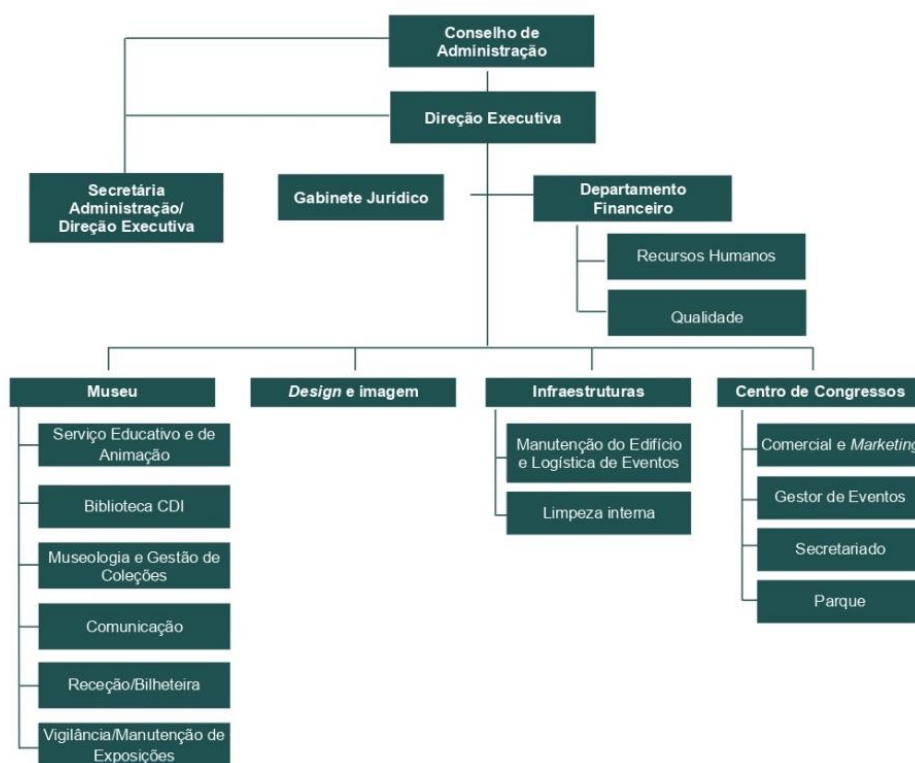 Conselho de
Administração
Direção Executiva
Secretária
Administração/
Direção Executiva
Gabinete Jurídico
Departamento
Financeiro
Recursos Humanos
Qualidade
Museu
Serviço Educativo e de
Animação
Biblioteca CDI
Museologia e Gestão de
Coleções
Comunicação
Receção/Bilheteira
Vigilância/Manutenção de
Exposições
Design e imagem
Infraestruturas
Manutenção do Edifício
e Logística de Eventos
Limpeza interna
Centro de Congressos
Comercial e Marketing
Gestor de Eventos
Secretariado
Parque